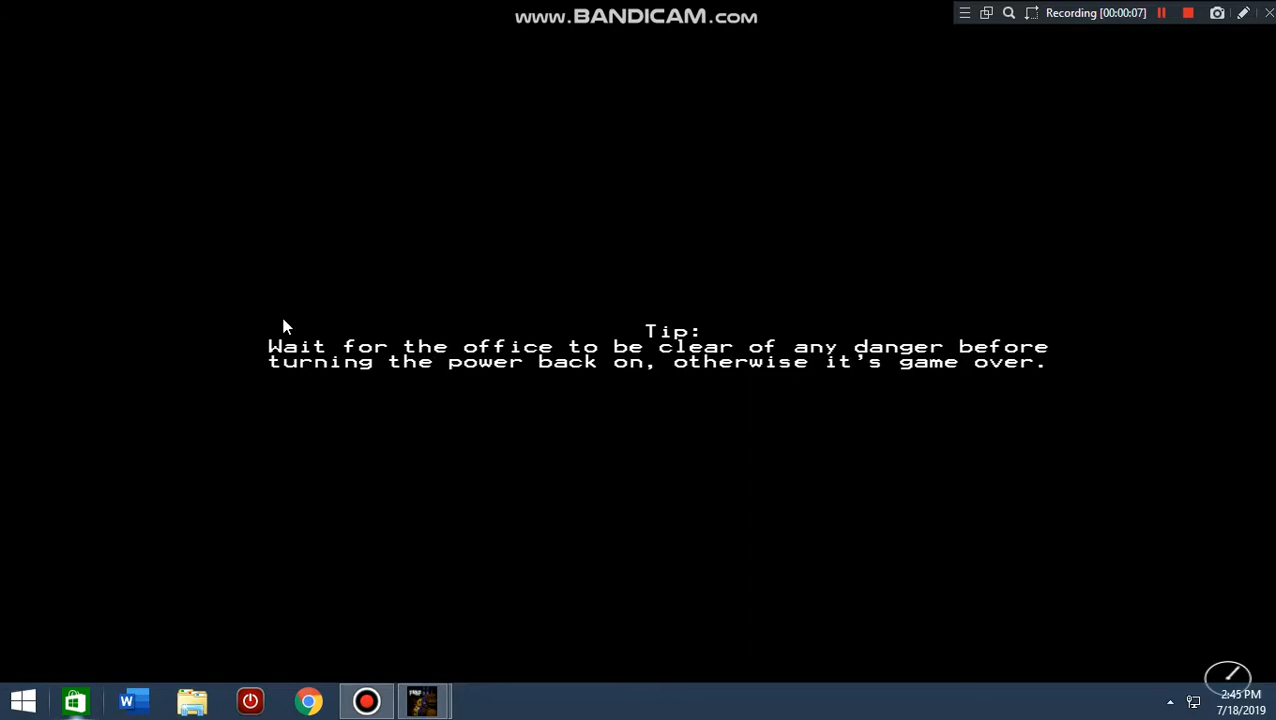 www.BANDICAM.com
Recording [00:00:07]
Tip:
Wait for the office to be clear of any danger before
turning the power back on, otherwise it's game over.
2:45 PM
7/18/2019